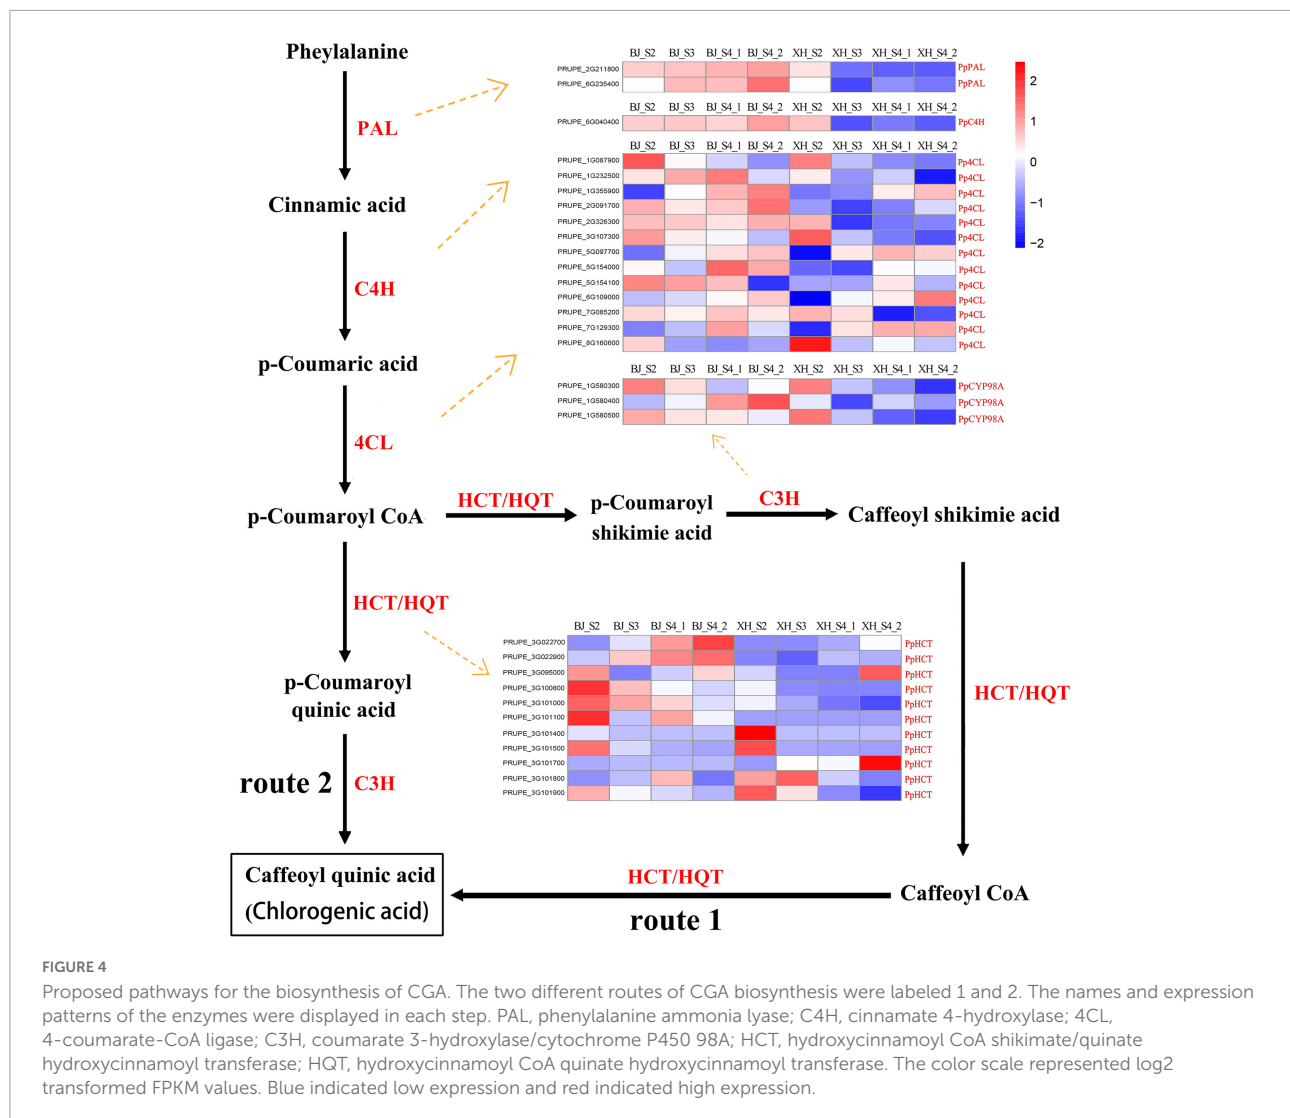 Pheylalanine
PAL
Cinnamic acid
C4H
p-Coumaric acid
4CL
p-Coumaroyl CoA
HCT/HQT
p-Coumaroyl
shikimie acid
C3H
Caffeoyl shikimie acid
HCT/HQT
p-Coumaroyl
quinic acid
route 2
C3H
Caffeoyl quinic acid
(Chlorogenic acid)
HCT/HQT
route 1
Caffeoyl CoA
HCT/HQT
BJ_S2 BJ_S3 BJ_S4_1 BJ_S4_2 XH_S2 XH_S3 XH_S4_1 XH_S4_2
PRUPE_2G211800 PpPAL
PRUPE_6G235400 PpPAL
BJ_S2 BJ_S3 BJ_S4_1 BJ_S4_2 XH_S2 XH_S3 XH_S4_1 XH_S4_2
PRUPE_6G040400 PpC4H
BJ_S2 BJ_S3 BJ_S4_1 BJ_S4_2 XH_S2 XH_S3 XH_S4_1 XH_S4_2
PRUPE_1G087900 Pp4CL
PRUPE_1G232500 Pp4CL
PRUPE_1G355900 Pp4CL
PRUPE_2G091700 Pp4CL
PRUPE_2G326300 Pp4CL
PRUPE_3G107300 Pp4CL
PRUPE_5G097700 Pp4CL
PRUPE_5G154000 Pp4CL
PRUPE_5G154100 Pp4CL
PRUPE_6G109000 Pp4CL
PRUPE_7G085200 Pp4CL
PRUPE_7G129300 Pp4CL
PRUPE_8G160600 Pp4CL
BJ_S2 BJ_S3 BJ_S4_1 BJ_S4_2 XH_S2 XH_S3 XH_S4_1 XH_S4_2
PRUPE_1G580300 PpCYP98A
PRUPE_1G580400 PpCYP98A
PRUPE_1G580500 PpCYP98A
2
1
0
−1
−2
BJ_S2 BJ_S3 BJ_S4_1 BJ_S4_2 XH_S2 XH_S3 XH_S4_1 XH_S4_2
PRUPE_3G022700 PpHCT
PRUPE_3G022900 PpHCT
PRUPE_3G095000 PpHCT
PRUPE_3G100800 PpHCT
PRUPE_3G101000 PpHCT
PRUPE_3G101100 PpHCT
PRUPE_3G101400 PpHCT
PRUPE_3G101500 PpHCT
PRUPE_3G101700 PpHCT
PRUPE_3G101800 PpHCT
PRUPE_3G101900 PpHCT
FIGURE 4
Proposed pathways for the biosynthesis of CGA. The two different routes of CGA biosynthesis were labeled 1 and 2. The names and expression
patterns of the enzymes were displayed in each step. PAL, phenylalanine ammonia lyase; C4H, cinnamate 4-hydroxylase; 4CL,
4-coumarate-CoA ligase; C3H, coumarate 3-hydroxylase/cytochrome P450 98A; HCT, hydroxycinnamoyl CoA shikimate/quinate
hydroxycinnamoyl transferase; HQT, hydroxycinnamoyl CoA quinate hydroxycinnamoyl transferase. The color scale represented log2
transformed FPKM values. Blue indicated low expression and red indicated high expression.